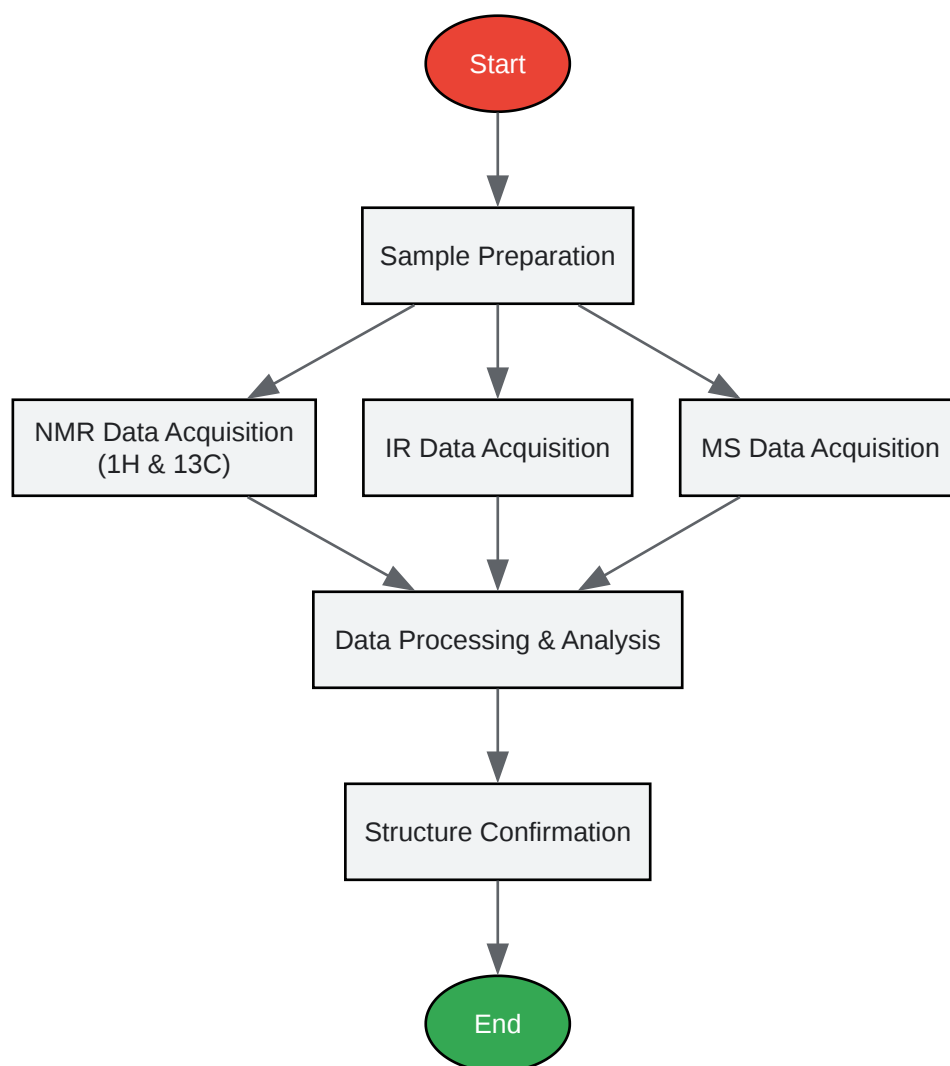 Start
Sample Preparation
NMR Data Acquisition
(1H & 13C)
IR Data Acquisition
MS Data Acquisition
Data Processing & Analysis
Structure Confirmation
End